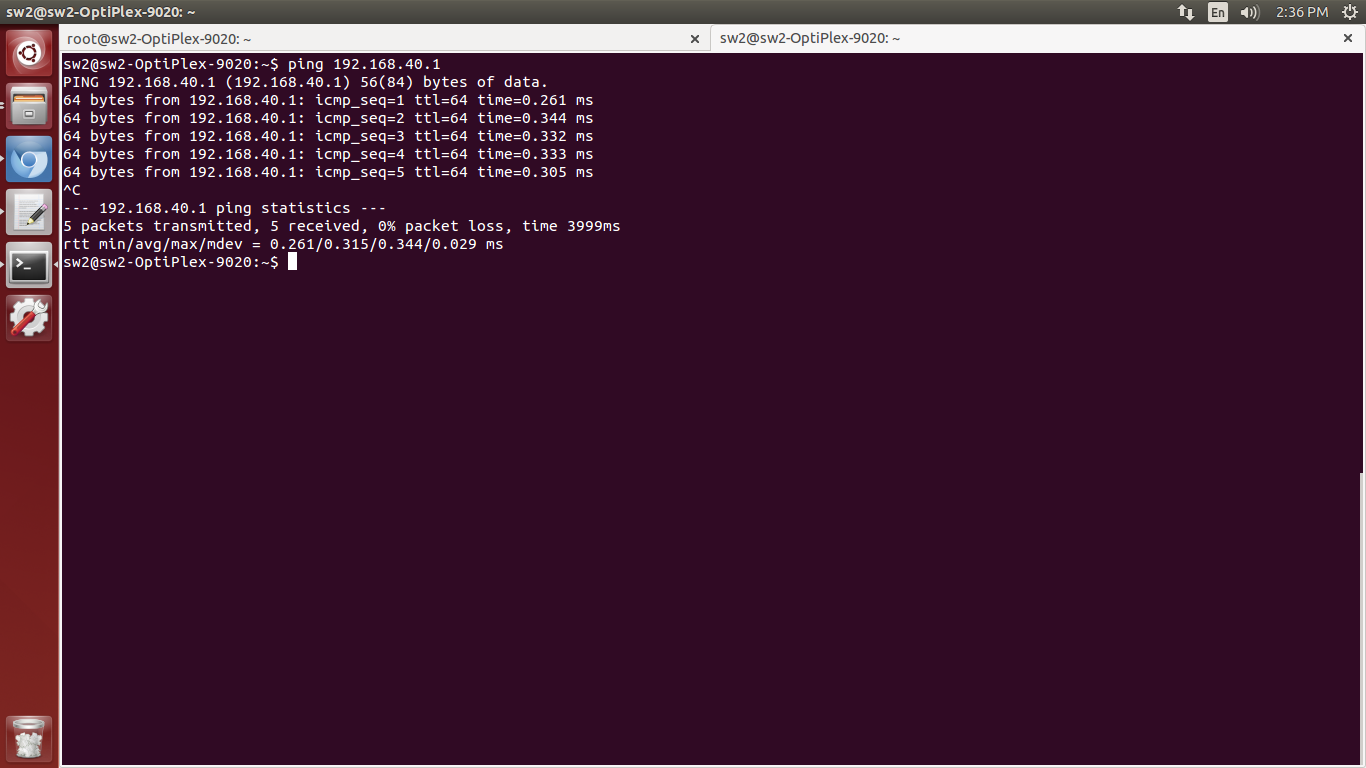 sw2@sw2-OptiPlex-9020: ~
En
2:36 PM
root@sw2-OptiPlex-9020: ~
sw2@sw2-OptiPlex-9020: ~
sw2@sw2-OptiPlex-9020:~$ ping 192.168.40.1
PING 192.168.40.1 (192.168.40.1) 56(84) bytes of data.
64 bytes from 192.168.40.1: icmp_seq=1 ttl=64 time=0.261 ms
64 bytes from 192.168.40.1: icmp_seq=2 ttl=64 time=0.344 ms
64 bytes from 192.168.40.1: icmp_seq=3 ttl=64 time=0.332 ms
64 bytes from 192.168.40.1: icmp_seq=4 ttl=64 time=0.333 ms
64 bytes from 192.168.40.1: icmp_seq=5 ttl=64 time=0.305 ms
^C
--- 192.168.40.1 ping statistics ---
5 packets transmitted, 5 received, 0% packet loss, time 3999ms
rtt min/avg/max/mdev = 0.261/0.315/0.344/0.029 ms
sw2@sw2-OptiPlex-9020:~$